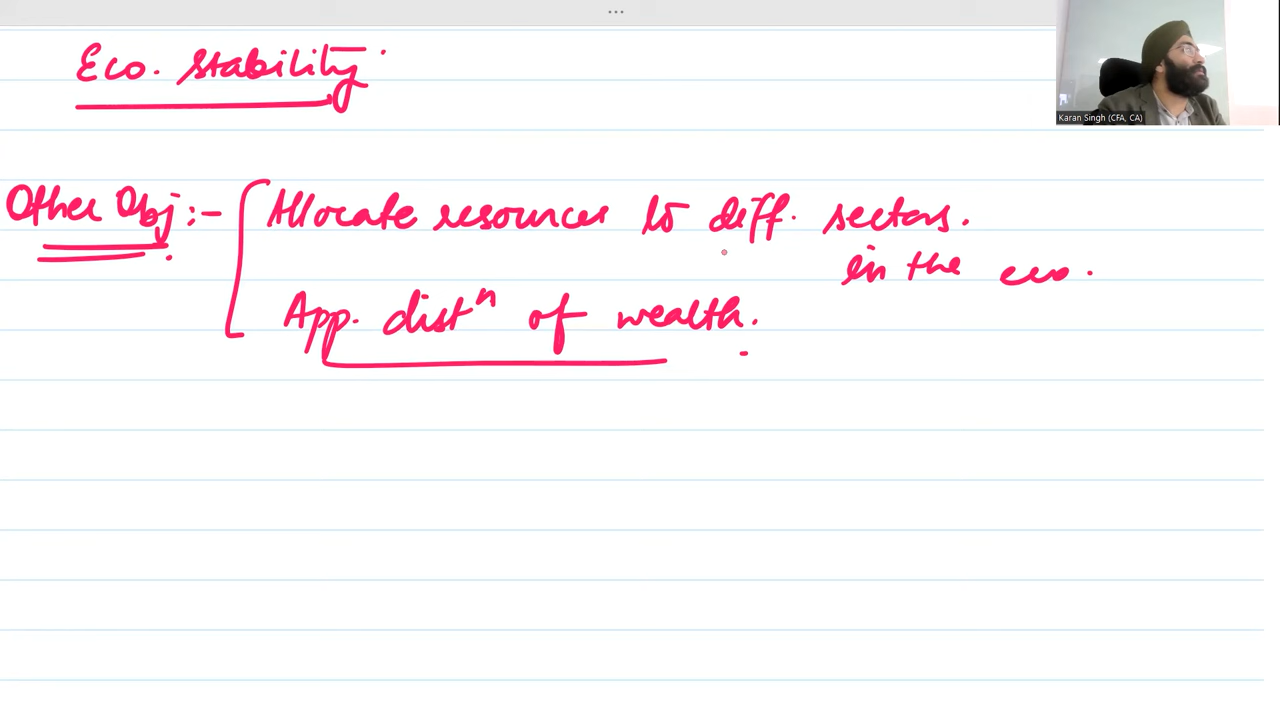 Eco. Stability
Karan Singh (CFA, CA)
Other Obj:- Allocate resources to diff. sectors.
in the eco.
App. distⁿ of wealth.